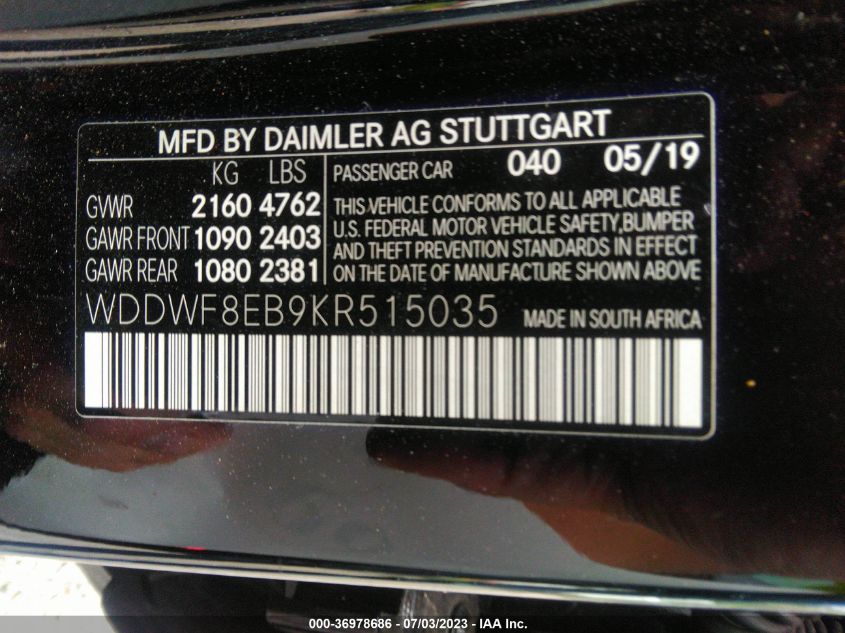 MFD BY DAIMLER AG STUTTGART
KG LBS
GVWR 2160 4762
GAWR FRONT 1090 2403
GAWR REAR 1080 2381
PASSENGER CAR 040 05/19
THIS VEHICLE CONFORMS TO ALL APPLICABLE
U.S. FEDERAL MOTOR VEHICLE SAFETY, BUMPER
AND THEFT PREVENTION STANDARDS IN EFFECT
ON THE DATE OF MANUFACTURE SHOWN ABOVE
WDDWF8EB9KR515035 MADE IN SOUTH AFRICA
000-36978686 - 07/03/2023 - IAA Inc.